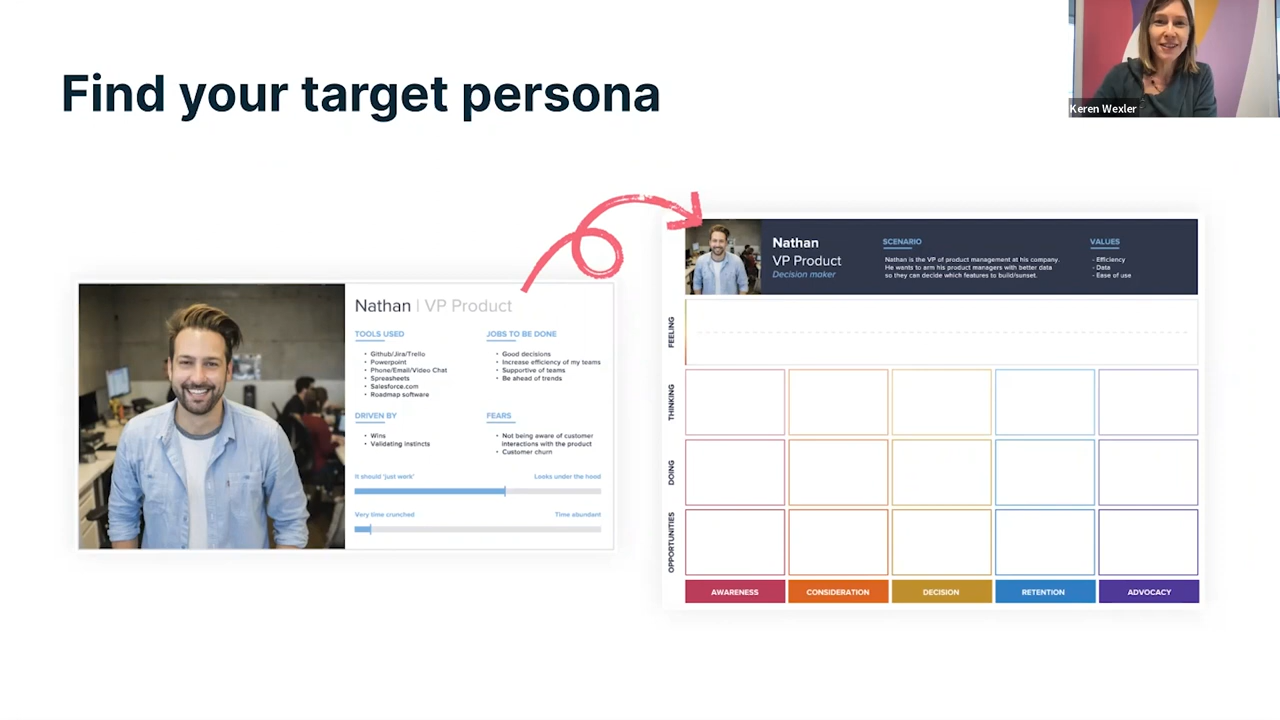 Find your target persona
Keren Wexler
Nathan | VP Product
TOOLS USED
• Github/Jira/Trello
• Powerpoint
• Phone/Email/Video Chat
• Spreasheets
• Salesforce.com
• Roadmap software
JOBS TO BE DONE
• Good decisions
• Increase efficiency of my teams
• Supportive of teams
• Be ahead of trends
DRIVEN BY
• Wins
• Validating instincts
FEARS
• Not being aware of customer
interactions with the product
• Customer churn
It should 'just work'
Looks under the hood
Very time crunched
Time abundant
Nathan
VP Product
Decision maker
SCENARIO
Nathan is the VP of product management at his company.
He wants to arm his product managers with better data
so they can decide which features to build/sunset.
VALUES
- Efficiency
- Data
- Ease of use
FEELING
THINKING
DOING
OPPORTUNITIES
AWARENESS
CONSIDERATION
DECISION
RETENTION
ADVOCACY